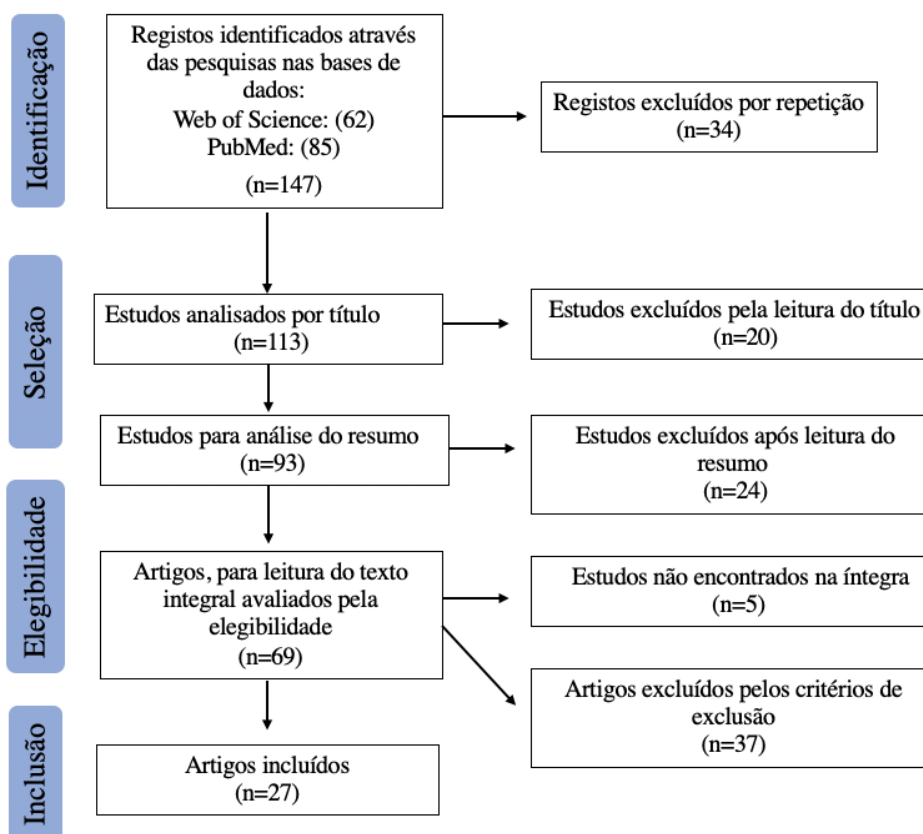 Identificação
Registos identificados através
das pesquisas nas bases de
dados:
Web of Science: (62)
PubMed: (85)
(n=147)
Registos excluídos por repetição
(n=34)
Seleção
Estudos analisados por título
(n=113)
Estudos excluídos pela leitura do título
(n=20)
Estudos para análise do resumo
(n=93)
Estudos excluídos após leitura do
resumo
(n=24)
Elegibilidade
Artigos, para leitura do texto
integral avaliados pela
elegibilidade
(n=69)
Estudos não encontrados na íntegra
(n=5)
Artigos excluídos pelos critérios de
exclusão
(n=37)
Inclusão
Artigos incluídos
(n=27)